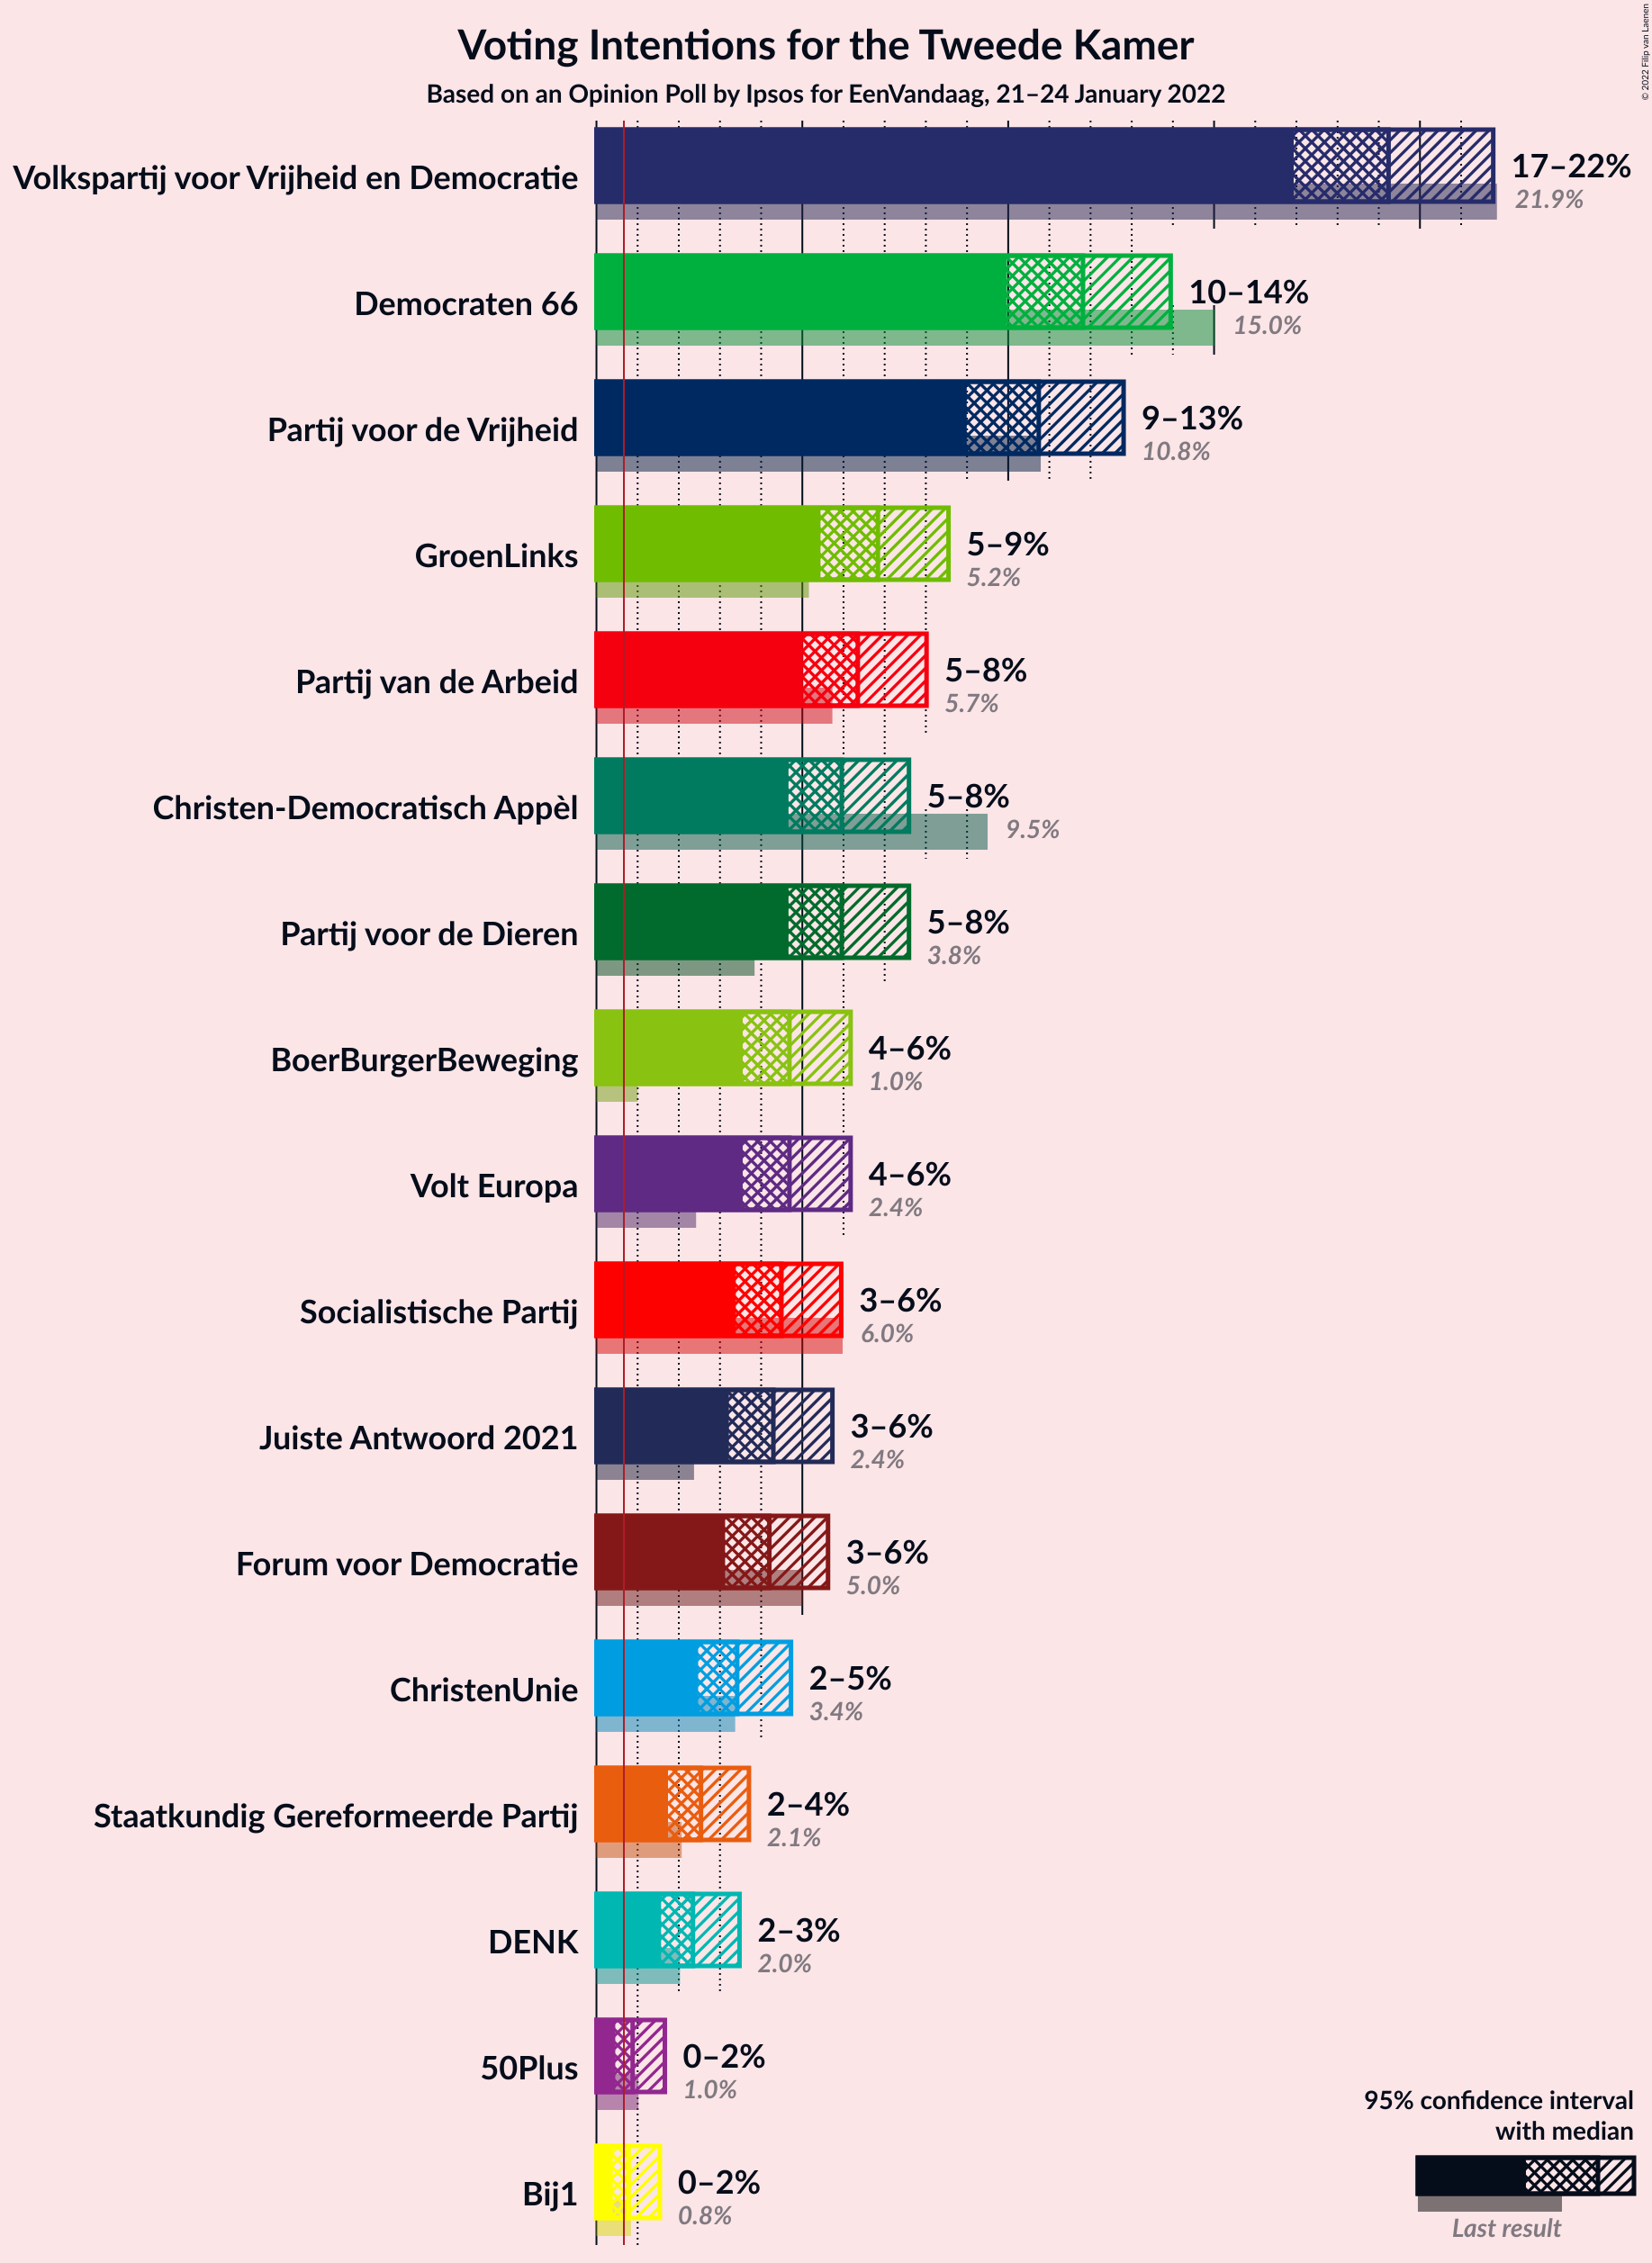 Voting Intentions for the Tweede Kamer
Based on an Opinion Poll by Ipsos for EenVandaag, 21–24 January 2022
© 2022 Filip van Laenen
Volkspartij voor Vrijheid en Democratie
17–22%
21.9%
Democraten 66
10–14%
15.0%
Partij voor de Vrijheid
9–13%
10.8%
GroenLinks
5–9%
5.2%
Partij van de Arbeid
5–8%
5.7%
Christen-Democratisch Appèl
5–8%
9.5%
Partij voor de Dieren
5–8%
3.8%
BoerBurgerBeweging
4–6%
1.0%
Volt Europa
4–6%
2.4%
Socialistische Partij
3–6%
6.0%
Juiste Antwoord 2021
3–6%
2.4%
Forum voor Democratie
3–6%
5.0%
ChristenUnie
2–5%
3.4%
Staatkundig Gereformeerde Partij
2–4%
2.1%
DENK
2–3%
2.0%
50Plus
0–2%
1.0%
Bij1
0–2%
0.8%
95% confidence interval
with median
Last result